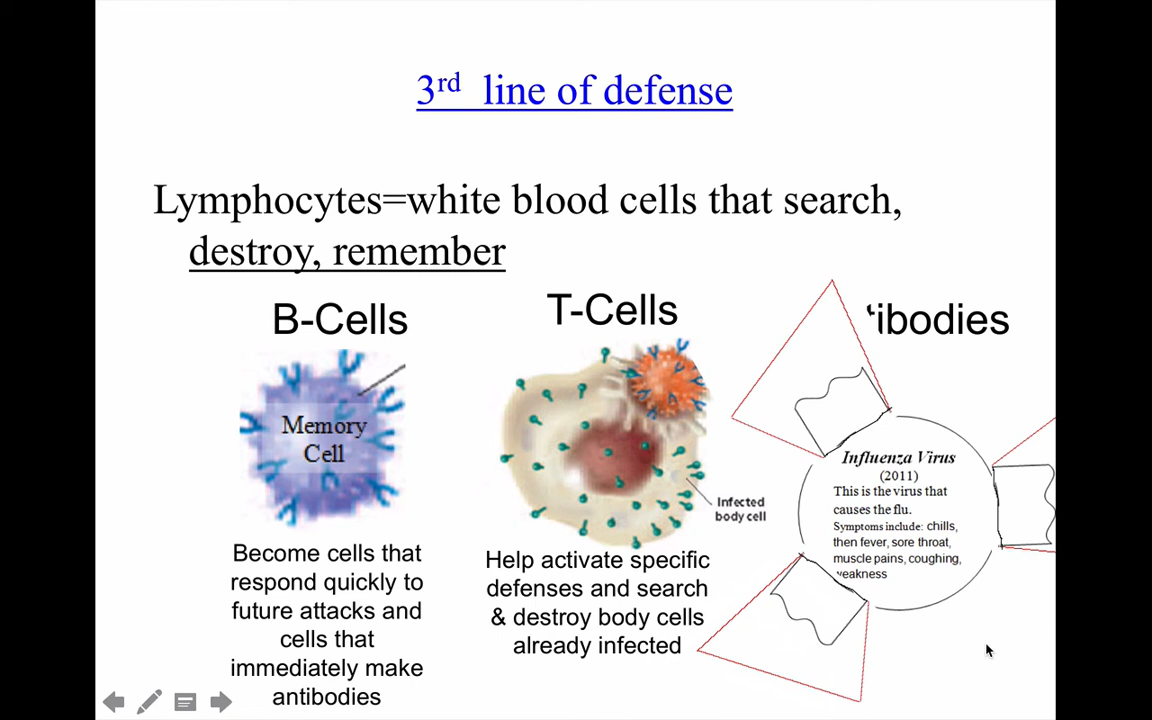 3rd line of defense
Lymphocytes=white blood cells that search,
destroy, remember
B-Cells
Memory
Cell
Become cells that
respond quickly to
future attacks and
cells that
immediately make
antibodies
T-Cells
Infected
body cell
Help activate specific
defenses and search
& destroy body cells
already infected
ibodies
Influenza Virus
(2011)
This is the virus that
causes the flu.
Symptoms include: chills,
then fever, sore throat,
muscle pains, coughing,
weakness